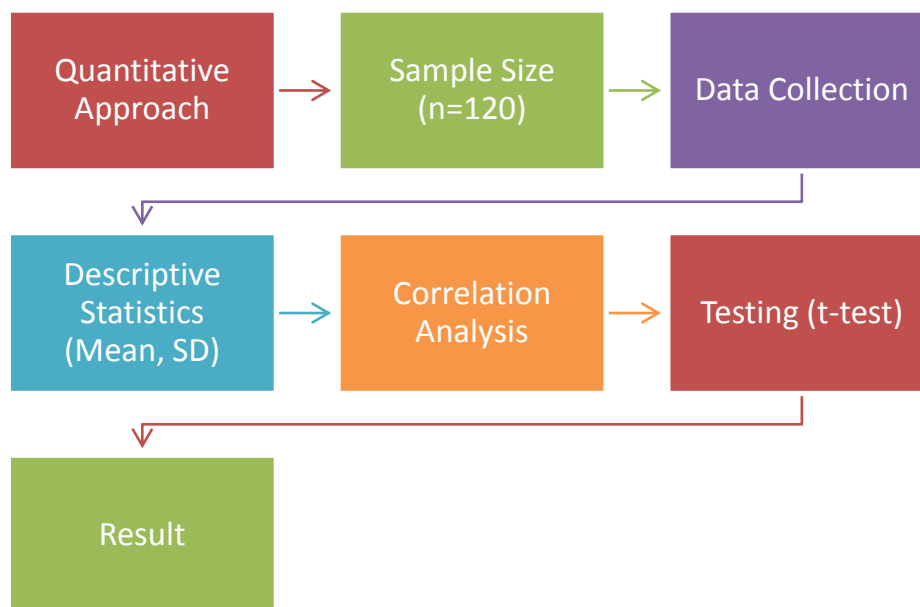 Quantitative
Approach
Sample Size
(n=120)
Data Collection
Descriptive
Statistics
(Mean, SD)
Correlation
Analysis
Testing (t-test)
Result